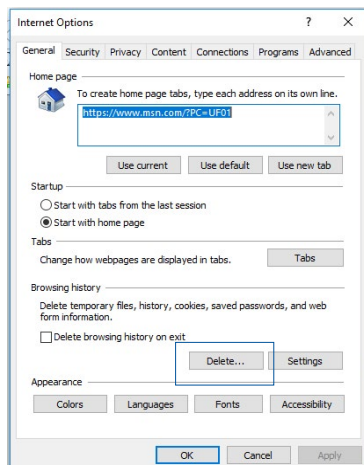 Internet Options ? ×
General Security Privacy Content Connections Programs Advanced
Home page
To create home page tabs, type each address on its own line.
https://www.msn.com/?PC=UF01
Use current Use default Use new tab
Startup
Start with tabs from the last session
Start with home page
Tabs
Change how webpages are displayed in tabs. Tabs
Browsing history
Delete temporary files, history, cookies, saved passwords, and web
form information.
Delete browsing history on exit
Delete... Settings
Appearance
Colors Languages Fonts Accessibility
OK Cancel Apply